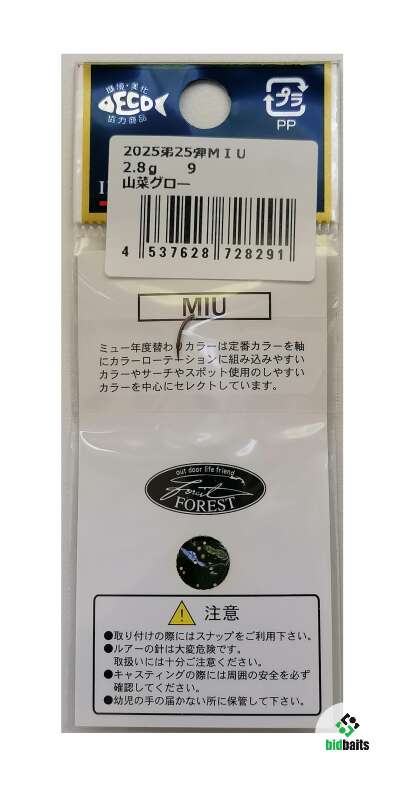 環境・美化
ECO
協力商品
プラ
PP
2025第25弾MIU
2.8g 9
山菜グロー
4 537628 728291
MIU
ミュー年度替わりカラーは定番カラーを軸
にカラーローテーションに組み込みやすい
カラーやサーチやスポット使用のしやすい
カラーを中心にセレクトしています。
out door life friend
Forest
FOREST
注意
●取り付けの際にはスナップをご利用下さい。
●ルアーの針は大変危険です。
取扱いには十分ご注意ください。
●キャスティングの際には周囲の安全を必ず
確認してください。
●幼児の手の届かない所に保管して下さい。
bidbaits